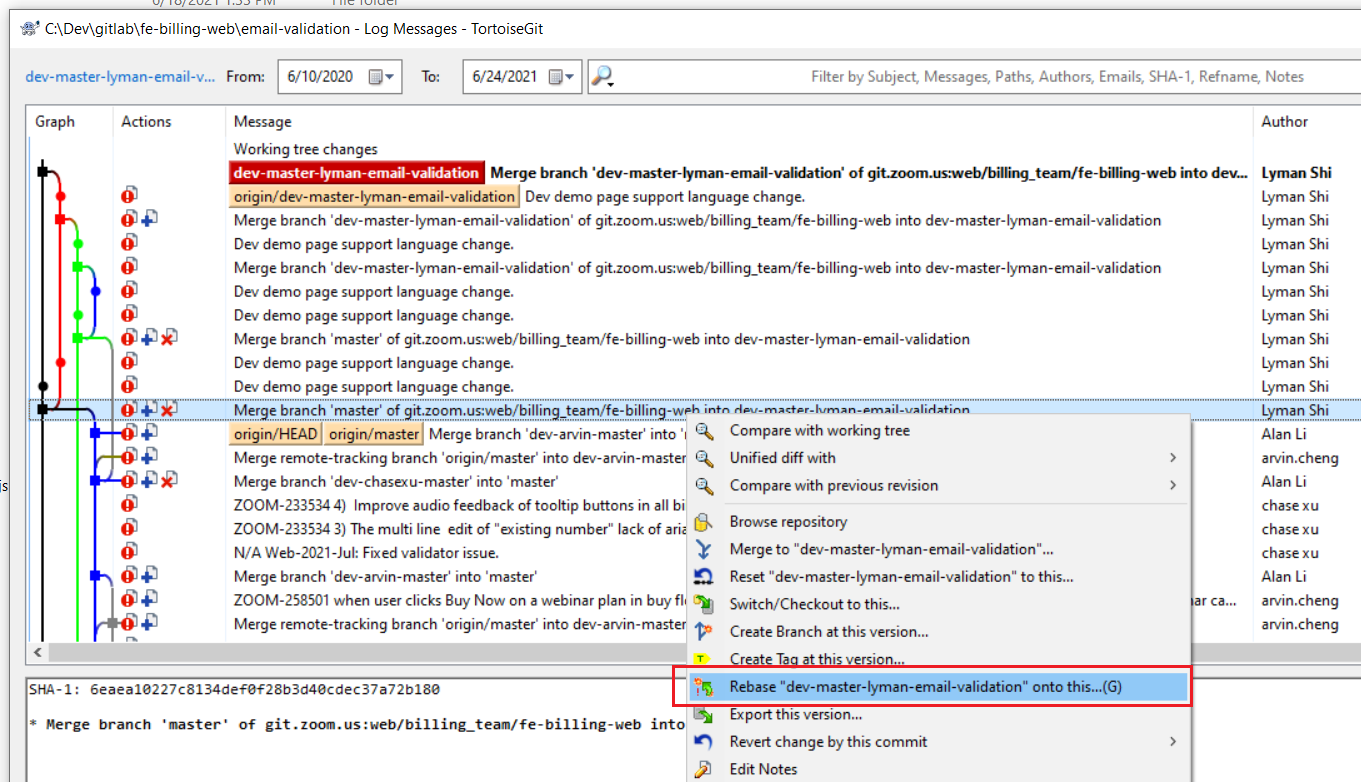 C:\Dev\gitlab\fe-billing-web\email-validation - Log Messages - TortoiseGit
dev-master-lyman-email-v... From: 6/10/2020 To: 6/24/2021 Filter by Subject, Messages, Paths, Authors, Emails, SHA-1, Refname, Notes
Graph Actions Message Author
Working tree changes
dev-master-lyman-email-validation Merge branch 'dev-master-lyman-email-validation' of git.zoom.us:web/billing_team/fe-billing-web into dev... Lyman Shi
origin/dev-master-lyman-email-validation Dev demo page support language change. Lyman Shi
Merge branch 'dev-master-lyman-email-validation' of git.zoom.us:web/billing_team/fe-billing-web into dev-master-lyman-email-validation Lyman Shi
Dev demo page support language change. Lyman Shi
Merge branch 'dev-master-lyman-email-validation' of git.zoom.us:web/billing_team/fe-billing-web into dev-master-lyman-email-validation Lyman Shi
Dev demo page support language change. Lyman Shi
Dev demo page support language change. Lyman Shi
Merge branch 'master' of git.zoom.us:web/billing_team/fe-billing-web into dev-master-lyman-email-validation Lyman Shi
Dev demo page support language change. Lyman Shi
Dev demo page support language change. Lyman Shi
Merge branch 'master' of git.zoom.us:web/billing_team/fe-billing-web into dev-master-lyman-email-validation Lyman Shi
origin/HEAD origin/master Merge branch 'dev-arvin-master' into Alan Li
Merge remote-tracking branch 'origin/master' into dev-arvin-master arvin.cheng
Merge branch 'dev-chasexu-master' into 'master' Alan Li
ZOOM-233534 4) Improve audio feedback of tooltip buttons in all bi chase xu
ZOOM-233534 3) The multi line edit of "existing number" lack of aria chase xu
N/A Web-2021-Jul: Fixed validator issue. chase xu
Merge branch 'dev-arvin-master' into 'master' Alan Li
ZOOM-258501 when user clicks Buy Now on a webinar plan in buy fl ar ca... arvin.cheng
Merge remote-tracking branch 'origin/master' into dev-arvin-master arvin.cheng
SHA-1: 6eaea10227c8134def0f28b3d40cdec37a72b180
* Merge branch 'master' of git.zoom.us:web/billing_team/fe-billing-web into
Compare with working tree
Unified diff with
Compare with previous revision
Browse repository
Merge to "dev-master-lyman-email-validation"...
Reset "dev-master-lyman-email-validation" to this...
Switch/Checkout to this...
Create Branch at this version...
Create Tag at this version...
Rebase "dev-master-lyman-email-validation" onto this...(G)
Export this version...
Revert change by this commit
Edit Notes